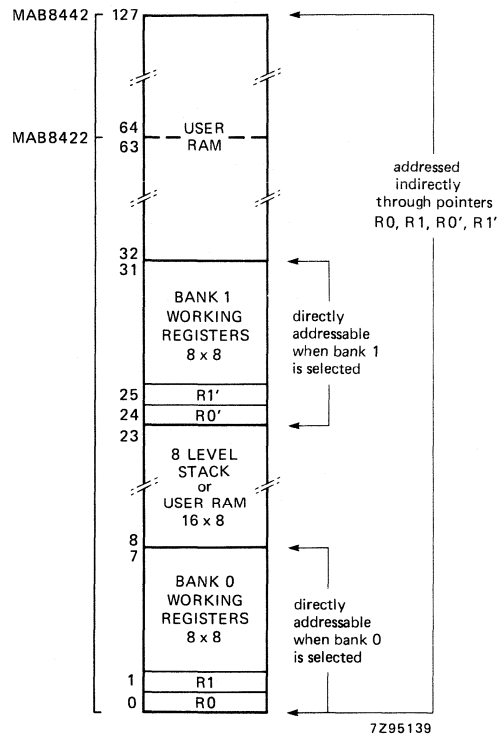 MAB8442
127
64
USER
MAB8422
63
RAM
addressed
indirectly
through pointers
R0, R1, R0', R1'
32
31
BANK 1
WORKING
REGISTERS
8 x 8
directly
addressable
when bank 1
is selected
25
R1'
24
R0'
23
8 LEVEL
STACK
or
USER RAM
16 x 8
8
7
BANK 0
WORKING
REGISTERS
8 x 8
directly
addressable
when bank 0
is selected
1
R1
0
R0
7Z95139